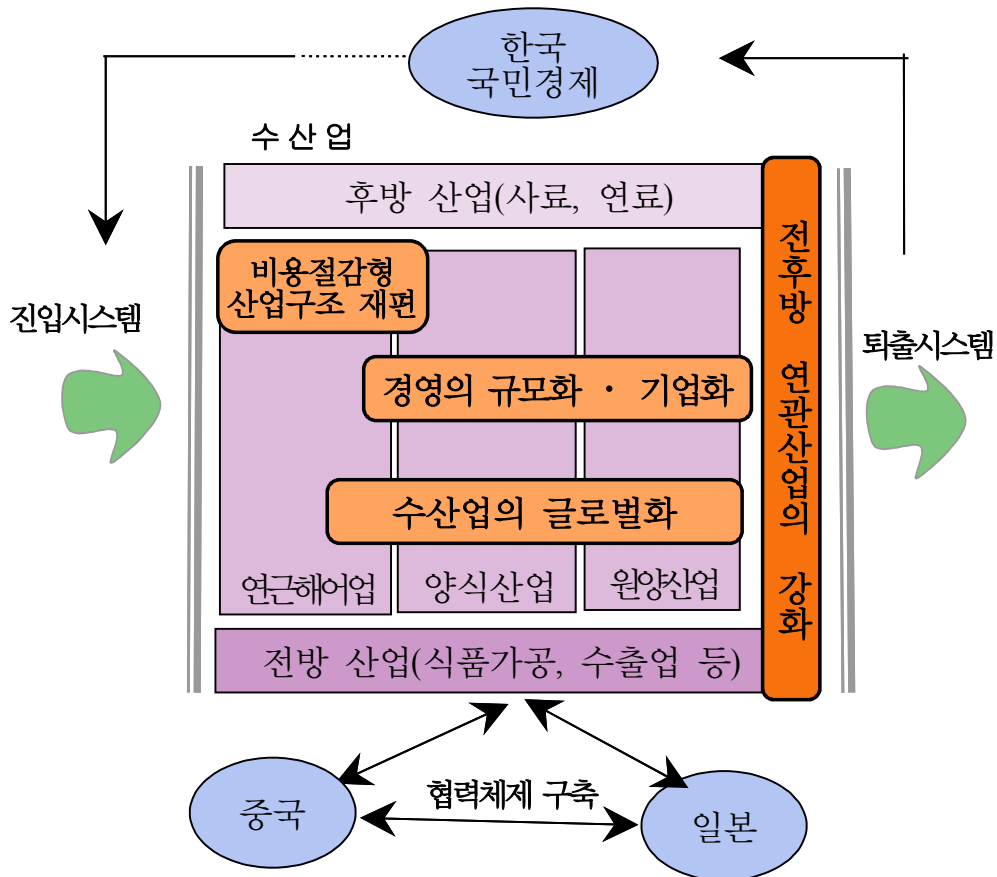 한국
국민경제
수 산 업
후방 산업(사료, 연료)
비용절감형
산업구조 재편
진입시스템
퇴출시스템
경영의 규모화 · 기업화
수산업의 글로벌화
연근해어업
양식산업
원양산업
전후방 연관산업의 강화
전방 산업(식품가공, 수출업 등)
협력체제 구축
중국
일본